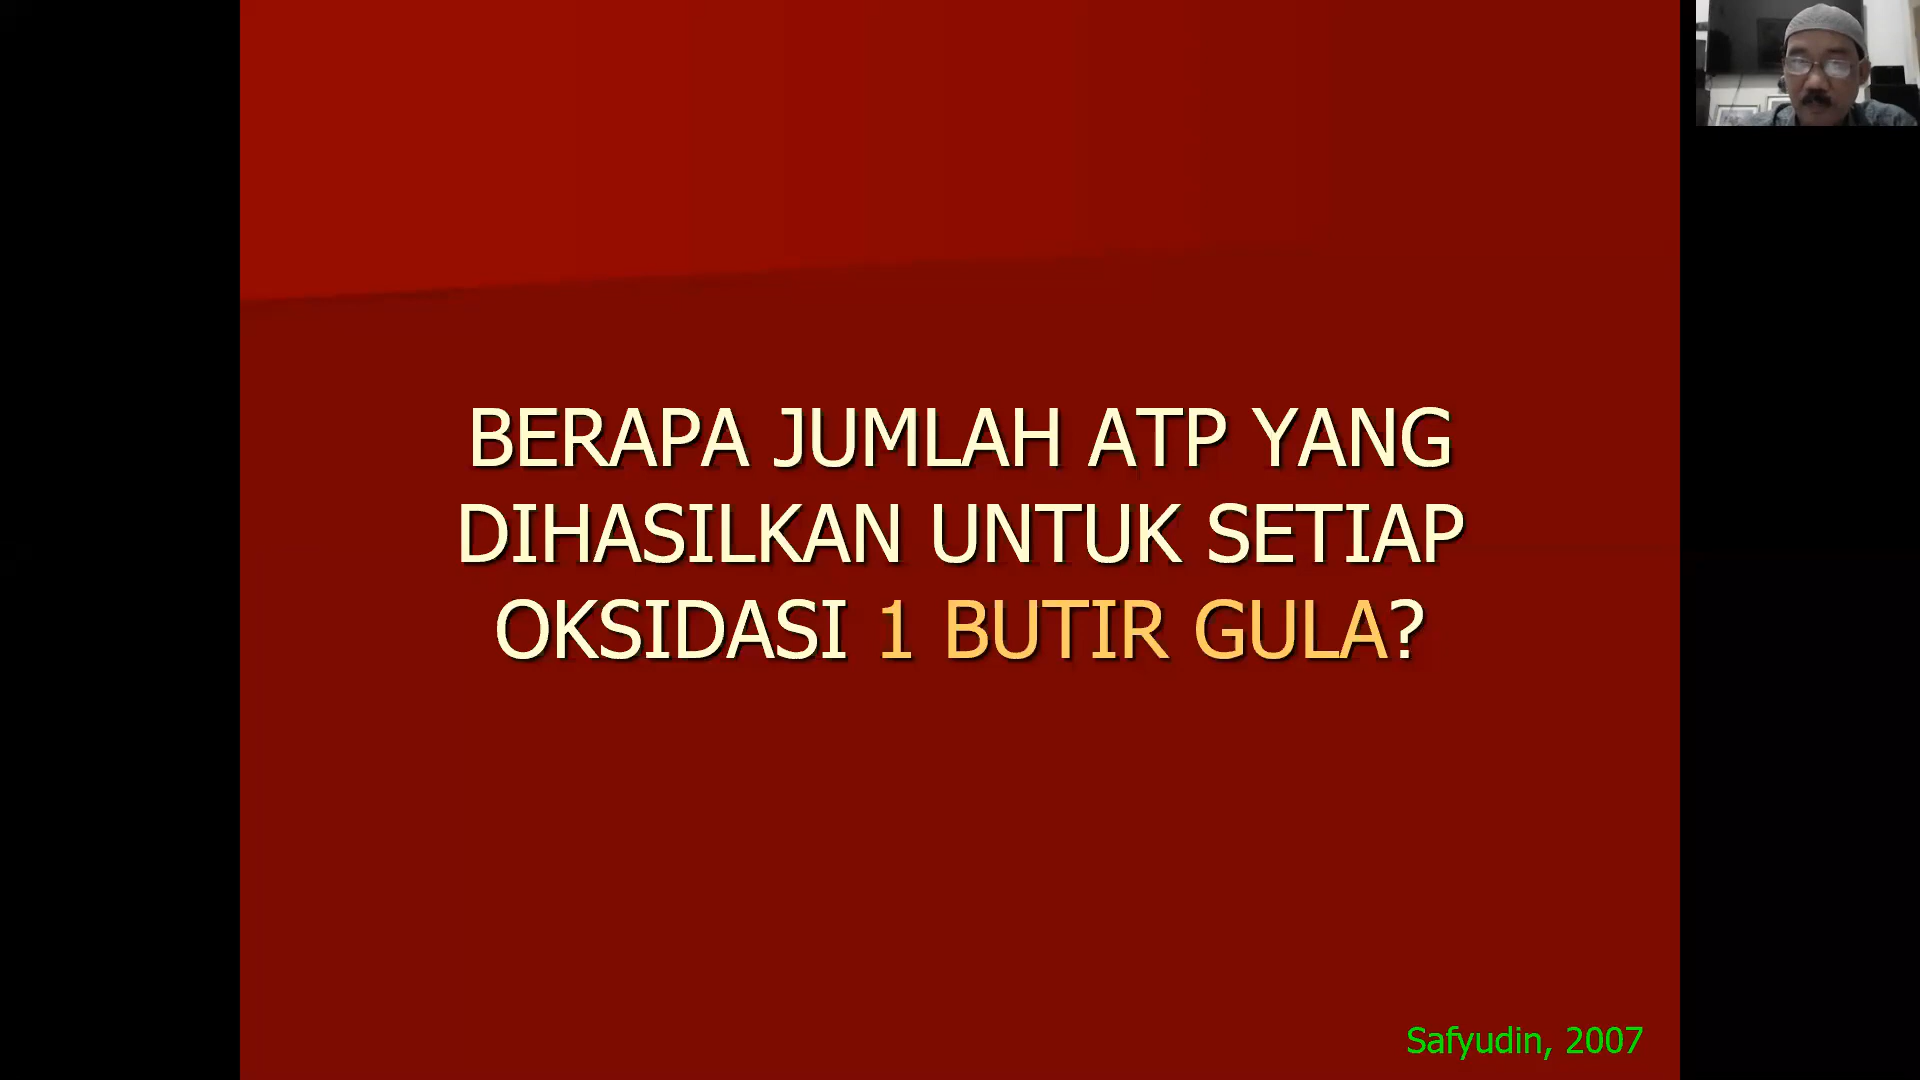 BERAPA JUMLAH ATP YANG
DIHASILKAN UNTUK SETIAP
OKSIDASI 1 BUTIR GULA?
Safyudin, 2007